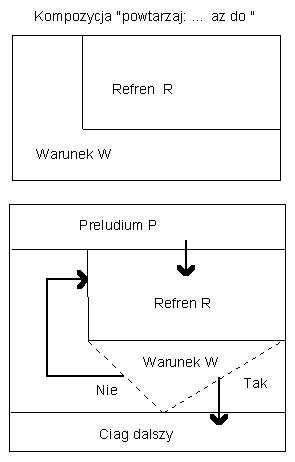 Kompozycja "powtarzaj: ... az do "
Refren R
Warunek W
Preludium P
Refren R
Warunek W
Nie
Tak
Ciag dalszy